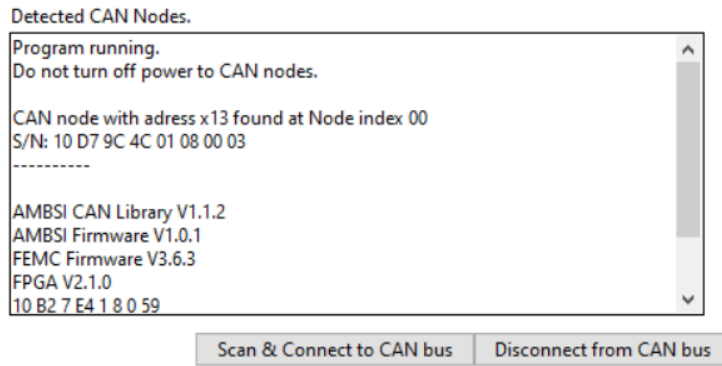 Detected CAN Nodes.
Program running.
Do not turn off power to CAN nodes.
CAN node with adress x13 found at Node index 00
S/N: 10 D7 9C 4C 01 08 00 03
----------
AMBSI CAN Library V1.1.2
AMBSI Firmware V1.0.1
FEMC Firmware V3.6.3
FPGA V2.1.0
10 B2 7 E4 1 8 0 59
Scan & Connect to CAN bus
Disconnect from CAN bus